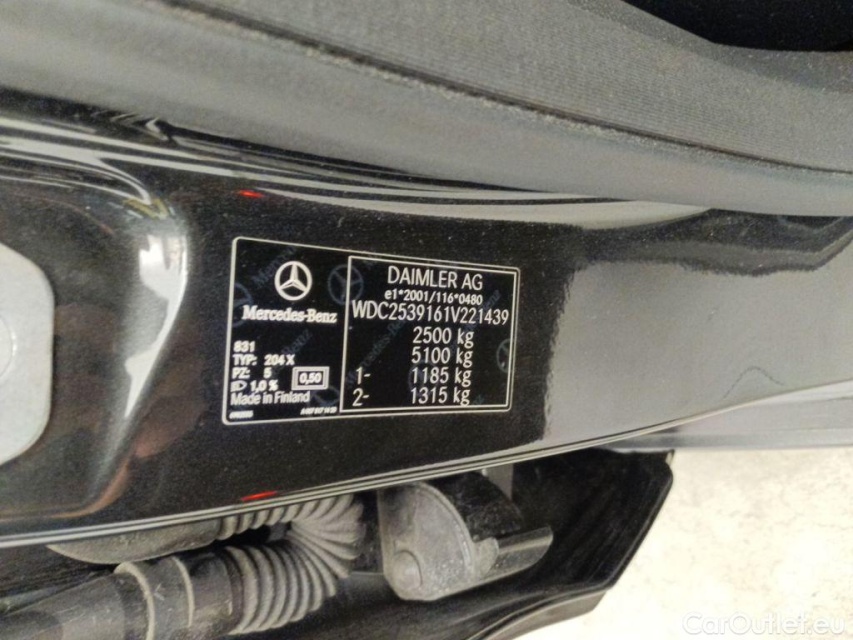 Mercedes-Benz
831
TYP: 204 X
PZ: 5
1,0 % 0,50
Made in Finland
DAIMLER AG
e1*2001/116*0480
WDC2539161V221439
2500 kg
5100 kg
1- 1185 kg
2- 1315 kg
CarOutlet.eu